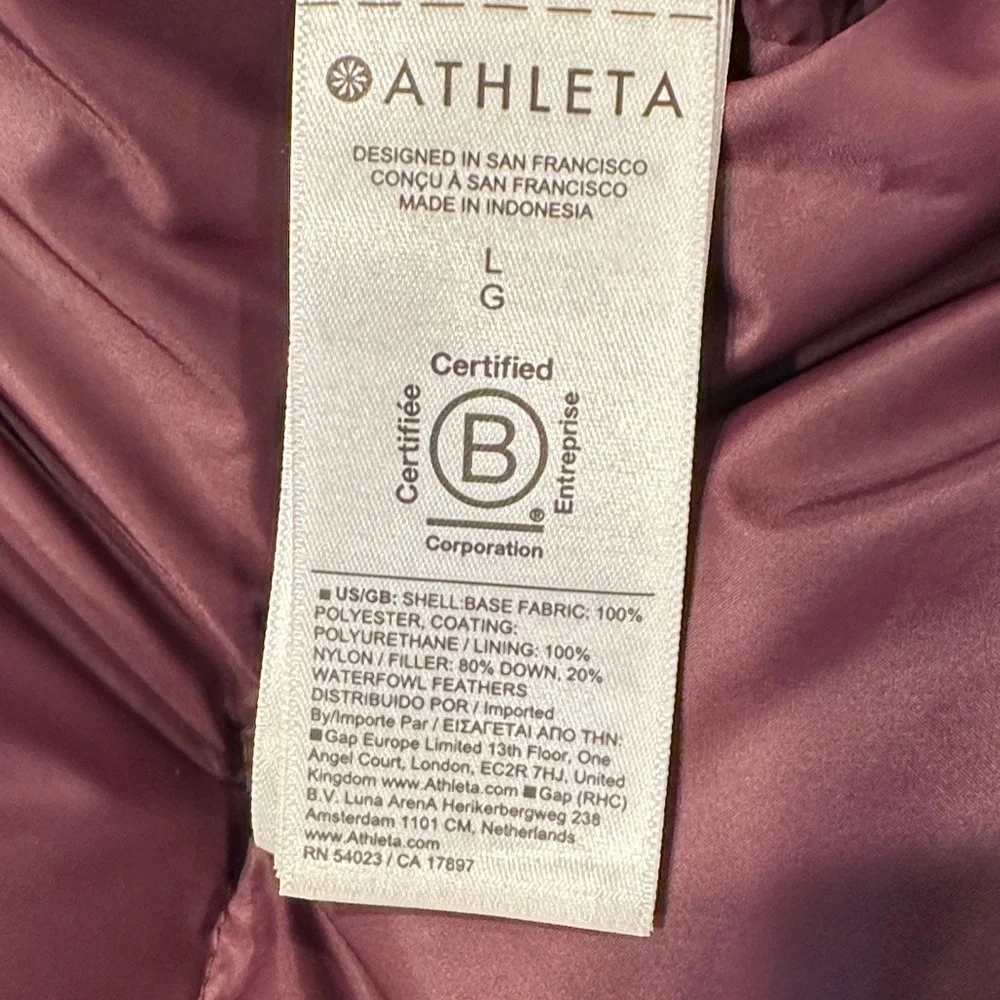 ATHLETA
DESIGNED IN SAN FRANCISCO
CONÇU À SAN FRANCISCO
MADE IN INDONESIA
L
G
Certified
Certifiée
B
Entreprise
®
Corporation
■ US/GB: SHELL:BASE FABRIC: 100%
POLYESTER, COATING:
POLYURETHANE / LINING: 100%
NYLON / FILLER: 80% DOWN, 20%
WATERFOWL FEATHERS
DISTRIBUIDO POR / Imported
By/Importe Par / ΕΙΣΑΓΕΤΑΙ ΑΠΟ ΤΗΝ:
■Gap Europe Limited 13th Floor, One
Angel Court, London, EC2R 7HJ, United
Kingdom www.Athleta.com ■Gap (RHC)
B.V. Luna ArenA Herikerbergweg 238
Amsterdam 1101 CM, Netherlands
www.Athleta.com
RN 54023 / CA 17897